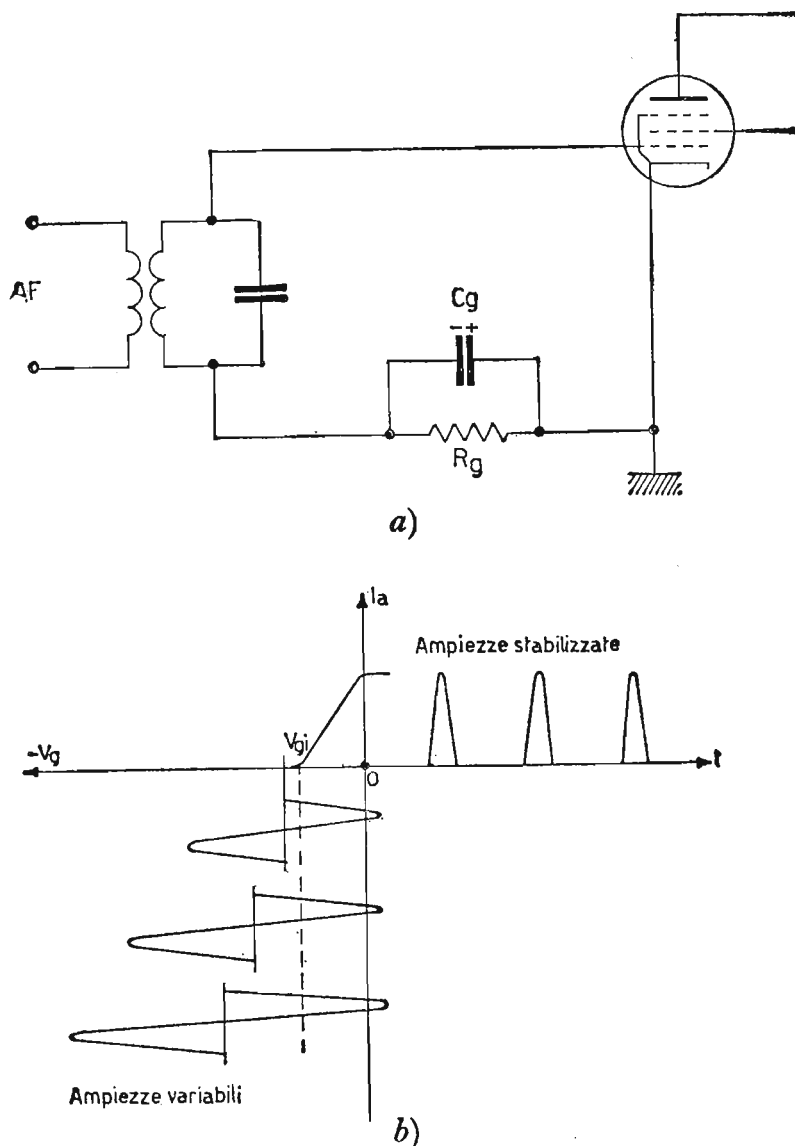 AF
Cg
- +
Rg
a)
Ia
Ampiezze stabilizzate
-Vg
Vgi
0
t
Ampiezze variabili
b)